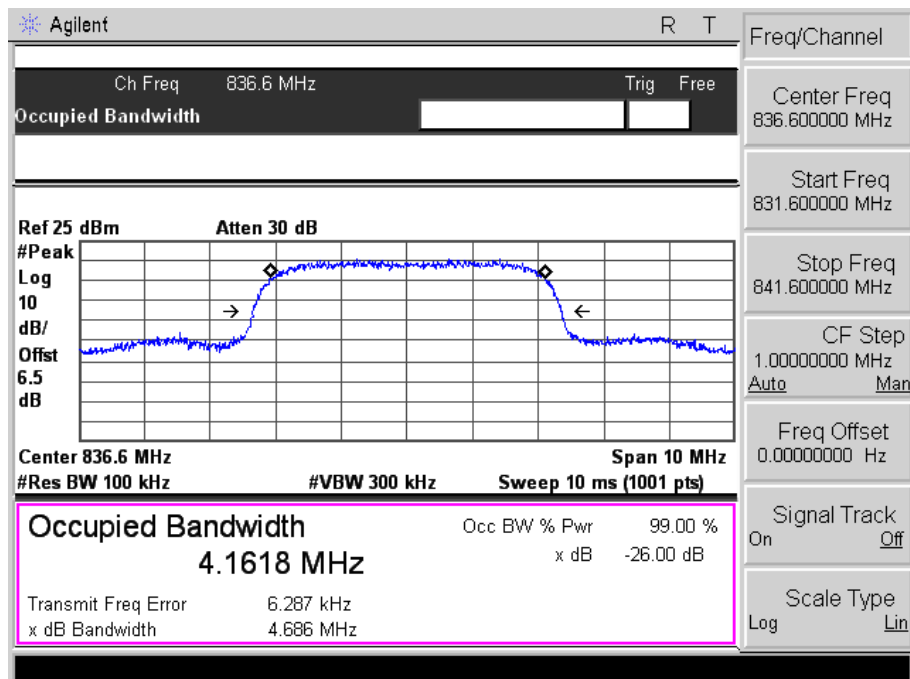 Agilent
R T
Ch Freq 836.6 MHz Trig Free
Occupied Bandwidth
Ref 25 dBm Atten 30 dB
#Peak
Log
10
dB/
Offst
6.5
dB
Center 836.6 MHz Span 10 MHz
#Res BW 100 kHz #VBW 300 kHz Sweep 10 ms (1001 pts)
Occupied Bandwidth
4.1618 MHz
Occ BW % Pwr 99.00 %
x dB -26.00 dB
Transmit Freq Error 6.287 kHz
x dB Bandwidth 4.686 MHz
Freq/Channel
Center Freq
836.600000 MHz
Start Freq
831.600000 MHz
Stop Freq
841.600000 MHz
CF Step
1.00000000 MHz
Auto Man
Freq Offset
0.00000000 Hz
Signal Track
On Off
Scale Type
Log Lin